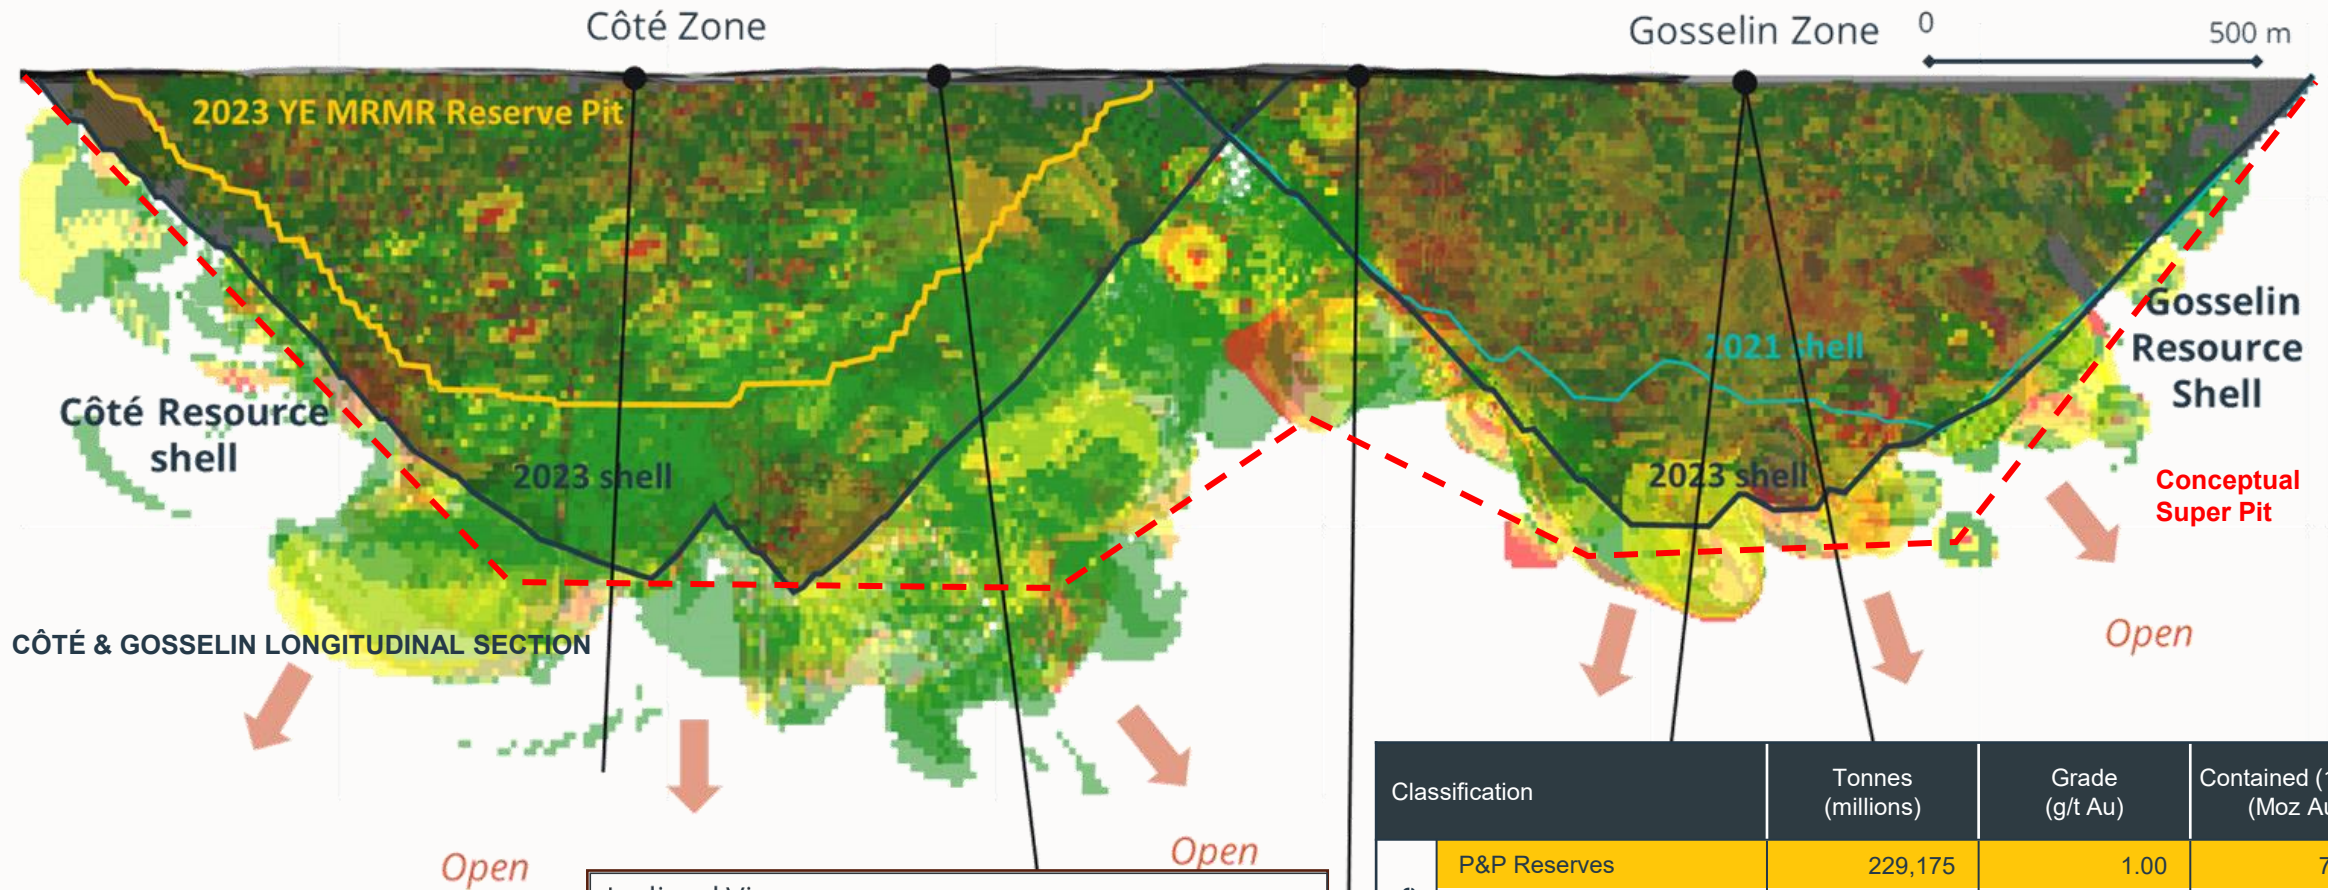 Côté Zone
Gosselin Zone
0
500 m
2023 YE MRMR Reserve Pit
Gosselin
Resource
Shell
2021 shell
Côté Resource
shell
2023 shell
2023 shell
Conceptual
Super Pit
CÔTÉ & GOSSELIN LONGITUDINAL SECTION
Open
Open
Open
Classification
Tonnes
(millions)
Grade
(g/t Au)
Contained
(Moz
P&P Reserves
229,175
1.00